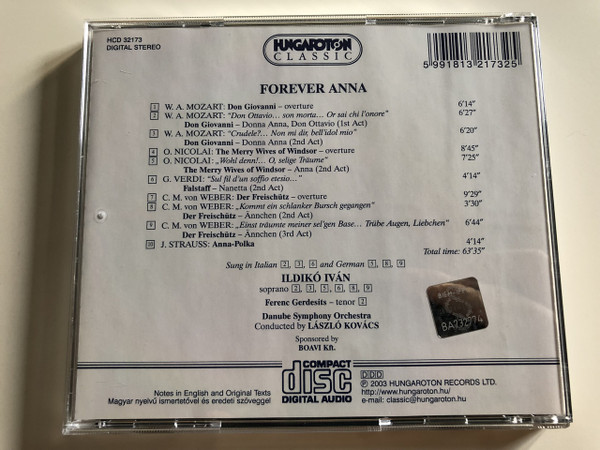 HCD 32173
DIGITAL STEREO
HUNGAROTON
CLASSIC
5 991813 217325
FOREVER ANNA
1 W. A. MOZART: Don Giovanni – overture 6'14"
2 W. A. MOZART: "Don Ottavio... son morta... Or sai chi l'onore" 6'27"
Don Giovanni – Donna Anna, Don Ottavio (1st Act)
3 W. A. MOZART: "Crudele?... Non mi dir, bell'idol mio" 6'20"
Don Giovanni – Donna Anna (2nd Act)
4 O. NICOLAI: The Merry Wives of Windsor – overture 8'45"
5 O. NICOLAI: „Wohl denn!... O, selige Träume" 7'25"
The Merry Wives of Windsor – Anna (2nd Act)
6 G. VERDI: "Sul fil d'un soffio etesio..." 4'14"
Falstaff – Nanetta (2nd Act)
7 C. M. von WEBER: Der Freischütz – overture 9'29"
8 C. M. von WEBER: „Kommt ein schlanker Bursch gegangen" 3'30"
Der Freischütz – Ännchen (2nd Act)
9 C. M. von WEBER: „Einst träumte meiner sel'gen Base... Trübe Augen, Liebchen" 6'44"
Der Freischütz – Ännchen (3rd Act)
10 J. STRAUSS: Anna-Polka 4'14"
Total time: 63'35"
Sung in Italian 2, 3, 6 and German 5, 8, 9
ILDIKÓ IVÁN
soprano 2, 3, 5, 6, 8, 9
Ferenc Gerdesits – tenor 2
Danube Symphony Orchestra
Conducted by LÁSZLÓ KOVÁCS
Sponsored by
BOAVI Kft.
BA732774
COMPACT
disc
DIGITAL AUDIO
Notes in English and Original Texts
Magyar nyelvű ismertetővel és eredeti szöveggel
DDD
℗ 2003 HUNGAROTON RECORDS LTD.
http://www.hungaroton.hu/
e-mail: classic@hungaroton.hu